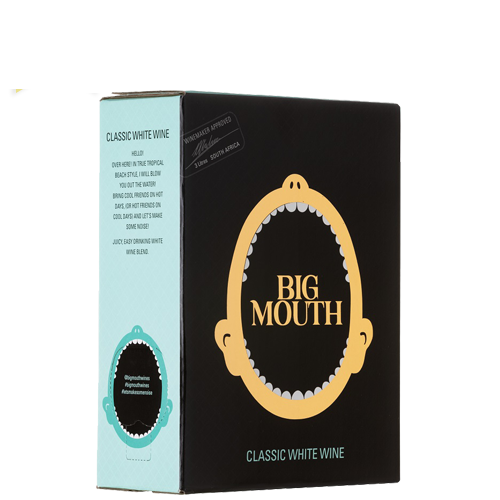 CLASSIC WHITE WINE
HELLO!
OVER HERE! IN TRUE TROPICAL
BEACH STYLE, I WILL BLOW
YOU OUT THE WATER!
BRING COOL FRIENDS ON HOT
DAYS, (OR HOT FRIENDS ON
COOL DAYS) AND LET'S MAKE
SOME NOISE!
JUICY, EASY DRINKING WHITE
WINE BLEND.
@bigmouthwines
#bigmouthwines
#letsmakesomenoise
WINEMAKER APPROVED
3 Litres SOUTH AFRICA
BIG
MOUTH
CLASSIC WHITE WINE